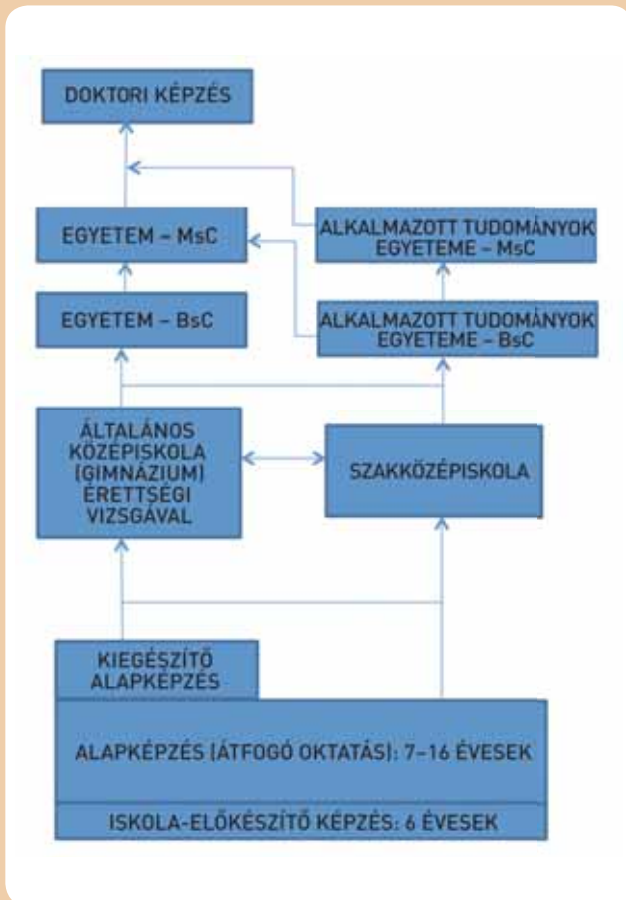 DOKTORI KÉPZÉS
EGYETEM – MsC
ALKALMAZOTT TUDOMÁNYOK
EGYETEME – MsC
EGYETEM – BsC
ALKALMAZOTT TUDOMÁNYOK
EGYETEME – BsC
ÁLTALÁNOS
KÖZÉPISKOLA
(GIMNÁZIUM)
ÉRETTSÉGI
VIZSGÁVAL
SZAKKÖZÉPISKOLA
KIEGÉSZÍTŐ
ALAPKÉPZÉS
ALAPKÉPZÉS (ÁTFOGÓ OKTATÁS): 7–16 ÉVESEK
ISKOLA-ELŐKÉSZÍTŐ KÉPZÉS: 6 ÉVESEK